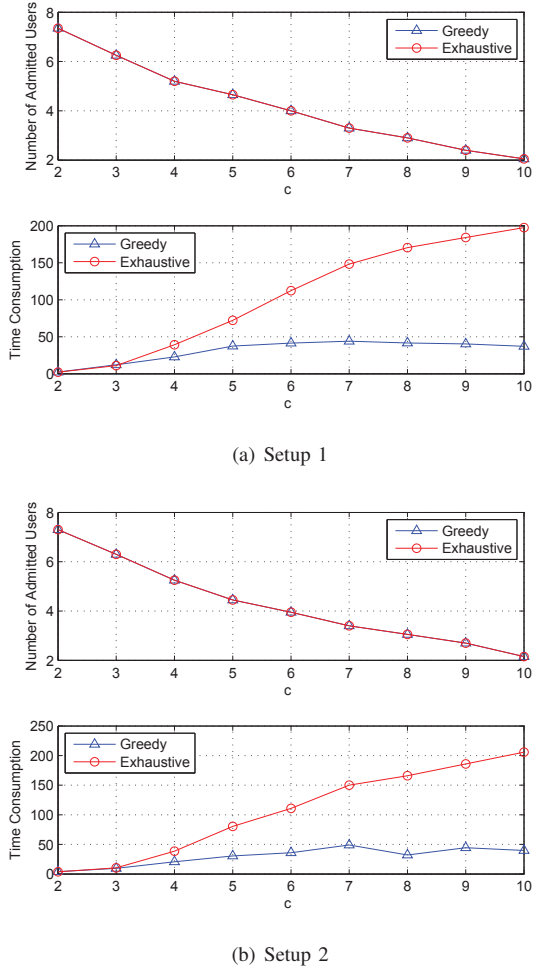 Number of Admitted Users
8
6
4
2
2 3 4 5 6 7 8 9 10
c
Greedy
Exhaustive
Time Consumption
200
150
100
50
0
2 3 4 5 6 7 8 9 10
c
Greedy
Exhaustive
(a) Setup 1
Number of Admitted Users
8
6
4
2
2 3 4 5 6 7 8 9 10
c
Greedy
Exhaustive
Time Consumption
250
200
150
100
50
0
2 3 4 5 6 7 8 9 10
c
Greedy
Exhaustive
(b) Setup 2